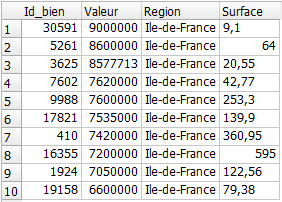 Id_bien Valeur Region Surface
1 30591 9000000 Ile-de-France 9,1
2 5261 8600000 Ile-de-France 64
3 3625 8577713 Ile-de-France 20,55
4 7602 7620000 Ile-de-France 42,77
5 9988 7600000 Ile-de-France 253,3
6 17821 7535000 Ile-de-France 139,9
7 410 7420000 Ile-de-France 360,95
8 16355 7200000 Ile-de-France 595
9 1924 7050000 Ile-de-France 122,56
10 19158 6600000 Ile-de-France 79,38